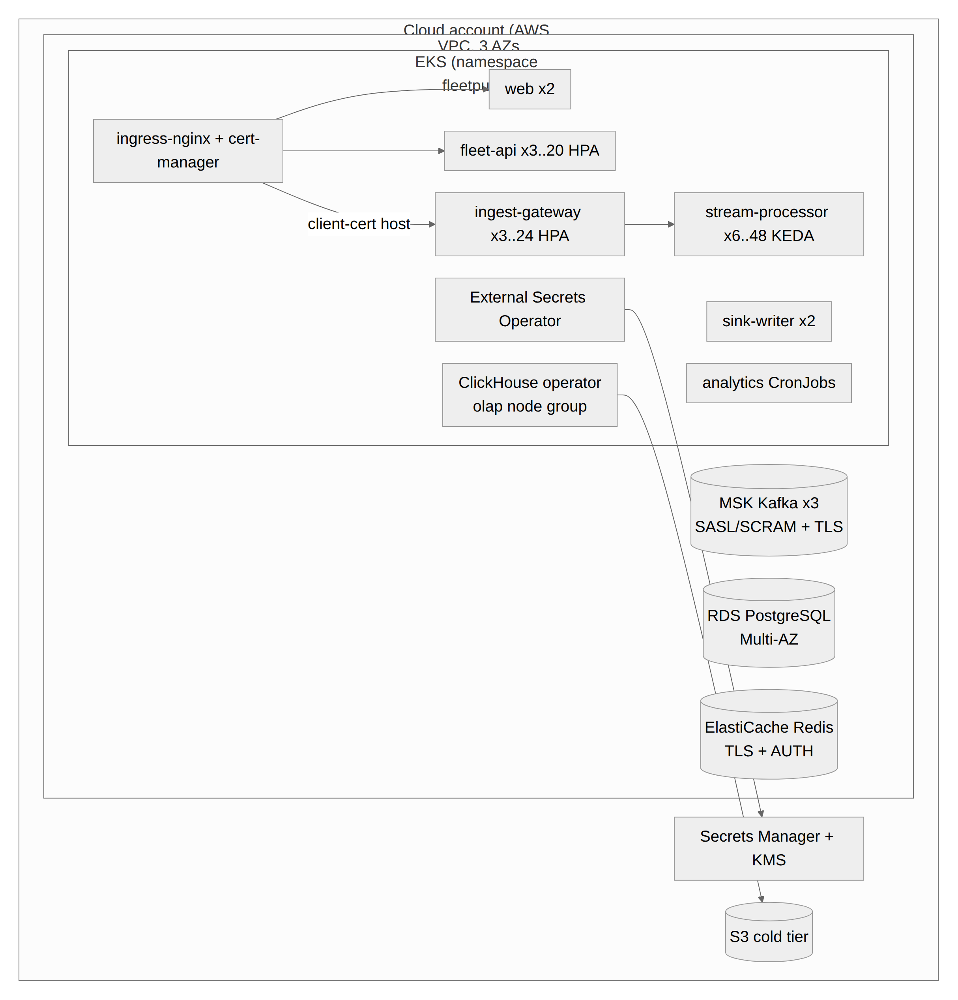 Cloud account (AWS
VPC, 3 AZs
EKS (namespace
web x2
ingress-nginx + cert-
manager
fleet-api x3..20 HPA
client-cert host
ingest-gateway
x3..24 HPA
stream-processor
x6..48 KEDA
External Secrets
Operator
sink-writer x2
ClickHouse operator
olap node group
analytics CronJobs
MSK Kafka x3
SASL/SCRAM + TLS
RDS PostgreSQL
Multi-AZ
ElastiCache Redis
TLS + AUTH
Secrets Manager +
KMS
S3 cold tier